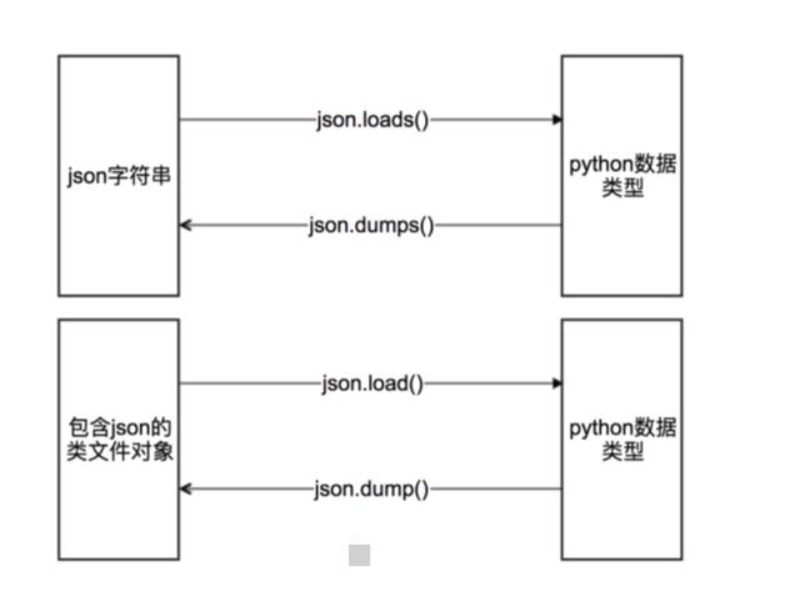 json.loads()
json字符串
python数据
类型
json.dumps()
json.load()
包含json的
类文件对象
python数据
类型
json.dump()